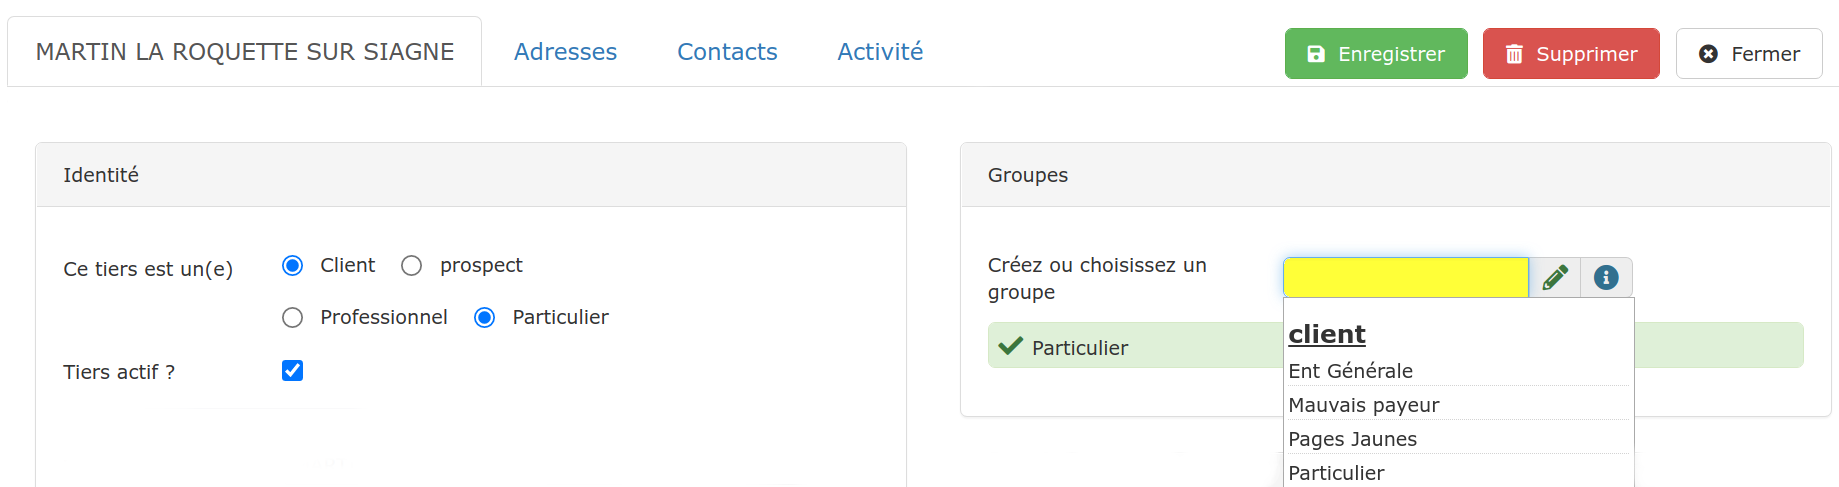 MARTIN LA ROQUETTE SUR SIAGNE Adresses Contacts Activité Enregistrer Supprimer Fermer
Identité
Ce tiers est un(e) Client prospect
Professionnel Particulier
Tiers actif ?
Groupes
Créez ou choisissez un
groupe
Particulier
client
Ent Générale
Mauvais payeur
Pages Jaunes
Particulier